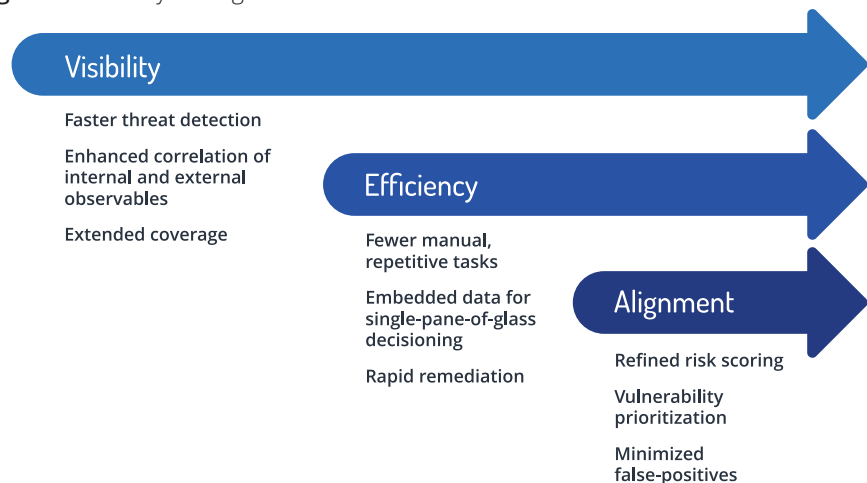 Visibility
Faster threat detection
Enhanced correlation of
internal and external
observables
Extended coverage
Efficiency
Fewer manual,
repetitive tasks
Embedded data for
single-pane-of-glass
decisioning
Rapid remediation
Alignment
Refined risk scoring
Vulnerability
prioritization
Minimized
false-positives